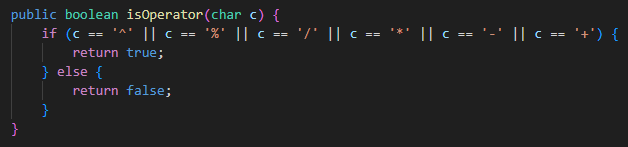 public boolean isOperator(char c) {
    if (c == '^' || c == '%' || c == '/' || c == '*' || c == '-' || c == '+') {
        return true;
    } else {
        return false;
    }
}